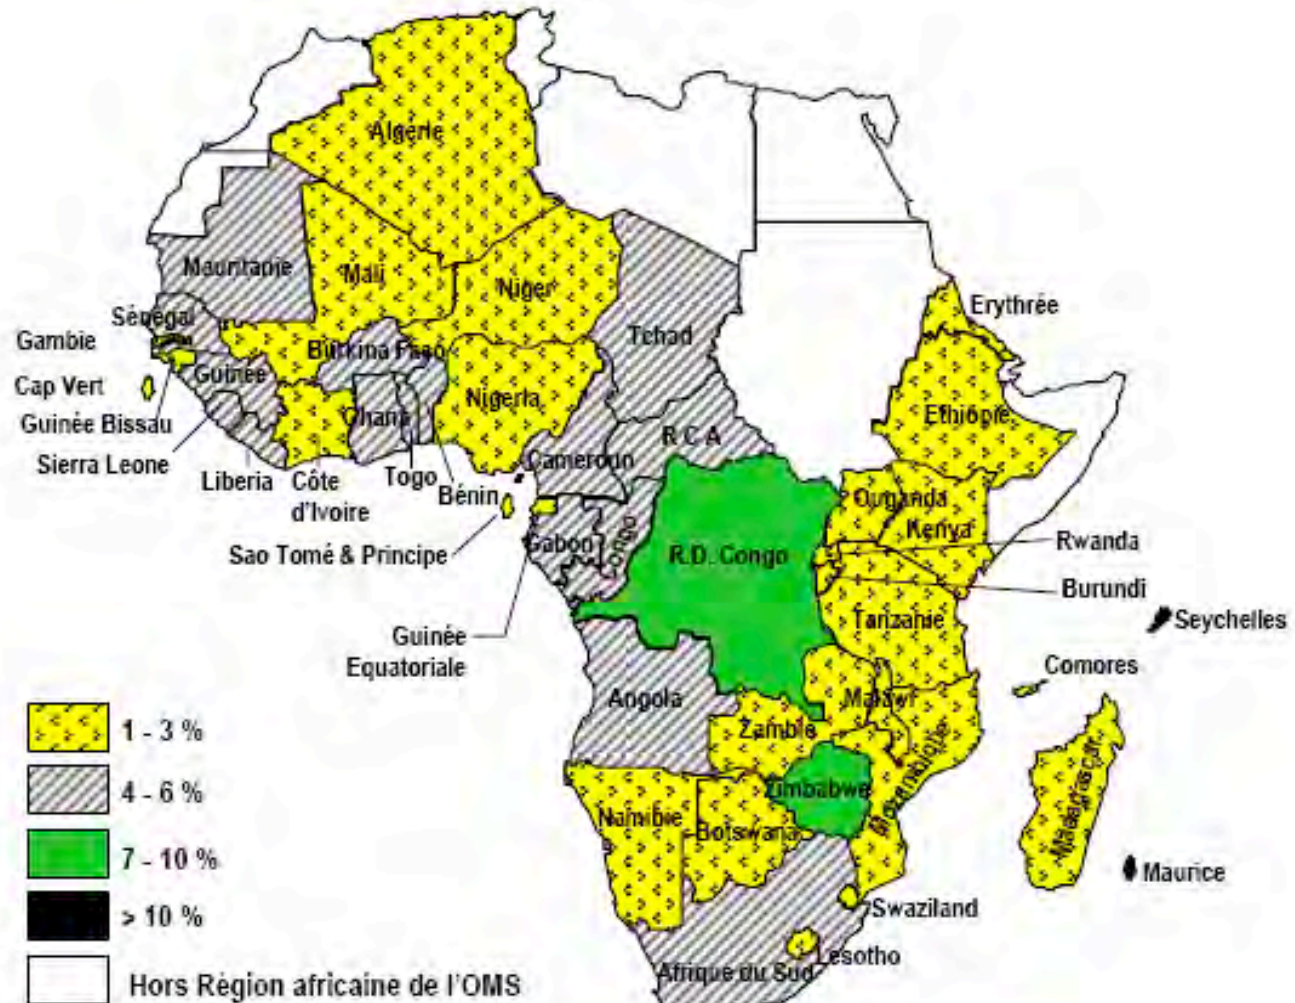 Algérie
Mauritanie
Mali
Niger
Tchad
Erythrée
Sénégal
Gambie
Burkina Faso
Guinée
Cap Vert
Nigeria
Ethiopie
Ghana
Guinée Bissau
R C A
Cameroun
Sierra Leone
Liberia
Côte
d'Ivoire
Togo
Bénin
Ouganda
Kenya
Sao Tomé & Principe
Gabon
Congo
R.D. Congo
Rwanda
Burundi
Tanzanie
Seychelles
Guinée
Equatoriale
Comores
Angola
Malawi
Zambie
Mozambique
Madagascar
Zimbabwe
Namibie
Botswana
Maurice
Swaziland
Lesotho
Afrique du Sud
1 - 3 %
4 - 6 %
7 - 10 %
> 10 %
Hors Région africaine de l'OMS